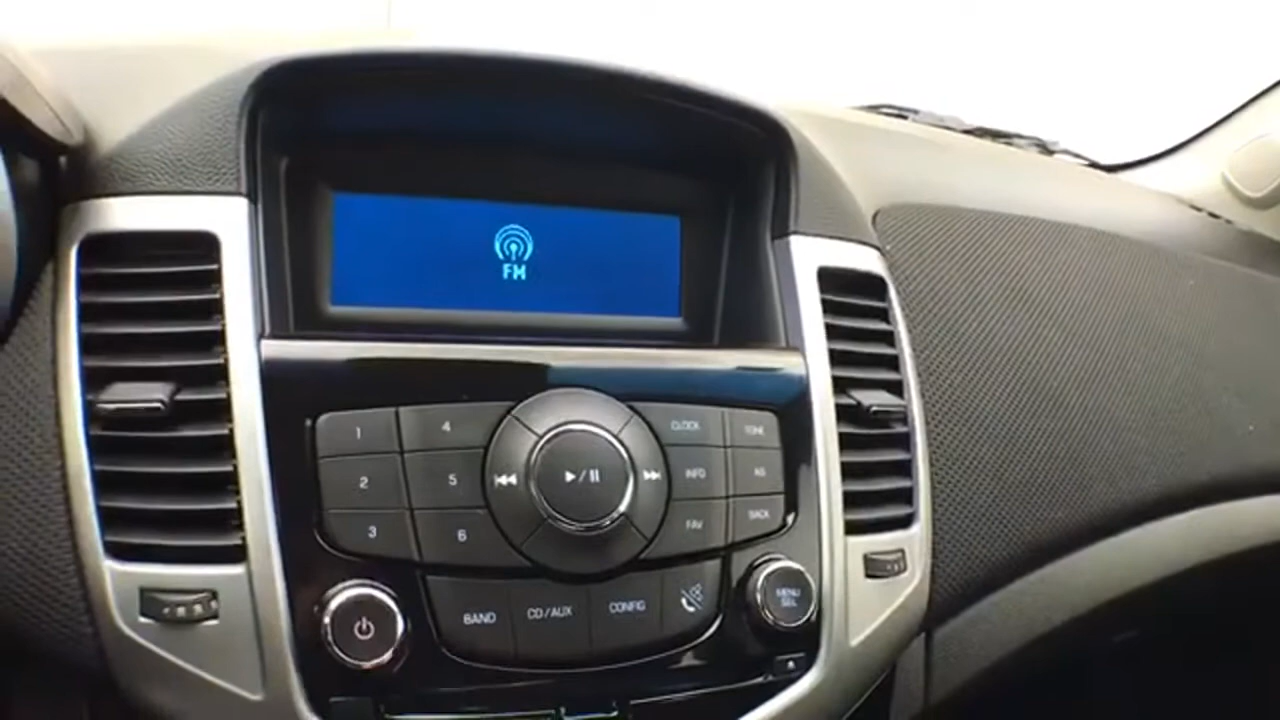 FM
1
4
CLOCK
TONE
2
5
INFO
AS
3
6
FAV
BACK
BAND
CD/AUX
CONFIG
MENU
SEL